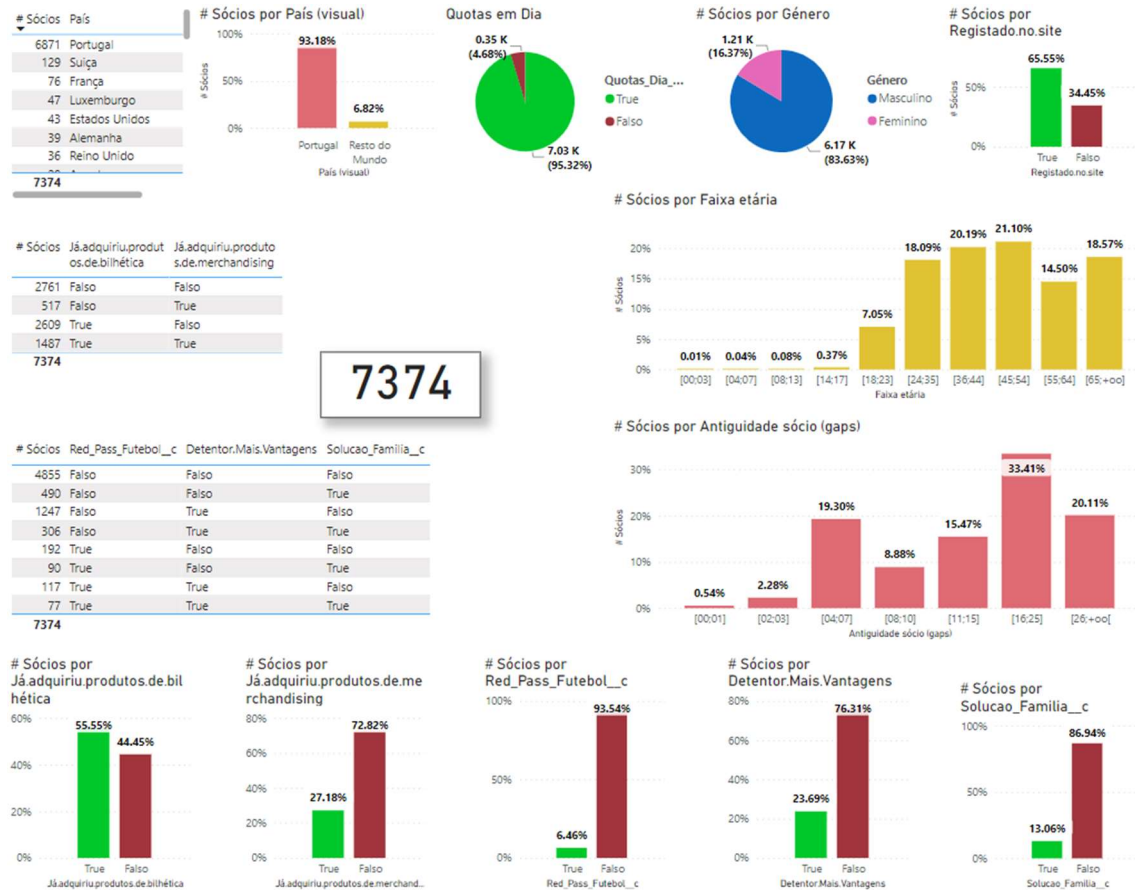 # Sócios País
6871 Portugal
129 Suiça
76 França
47 Luxemburgo
43 Estados Unidos
39 Alemanha
36 Reino Unido
7374
# Sócios por País (visual)
100%
50%
0%
# Sócios
93.18%
6.82%
Portugal
Resto do
Mundo
País (visual)
Quotas em Dia
0.35 K
(4.68%)
7.03 K
(95.32%)
Quotas_Dia_...
True
Falso
# Sócios por Género
1.21 K
(16.37%)
6.17 K
(83.63%)
Género
Masculino
Feminino
# Sócios por
Registado.no.site
50%
0%
# Sócios
65.55%
34.45%
True Falso
Registado.no.site
# Sócios Já.adquiriu.produt Já.adquiriu.produto
os.de.bilhética s.de.merchandising
2761 Falso Falso
517 Falso True
2609 True Falso
1487 True True
7374
7374
# Sócios por Faixa etária
20%
15%
10%
5%
0%
# Sócios
0.01% 0.04% 0.08% 0.37% 7.05% 18.09% 20.19% 21.10% 14.50% 18.57%
[00;03] [04;07] [08;13] [14;17] [18;23] [24;35] [36;44] [45;54] [55;64] [65;+oo[
Faixa etária
# Sócios Red_Pass_Futebol__c Detentor.Mais.Vantagens Solucao_Familia__c
4855 Falso Falso Falso
490 Falso Falso True
1247 Falso True Falso
306 Falso True True
192 True Falso Falso
90 True Falso True
117 True True Falso
77 True True True
7374
# Sócios por Antiguidade sócio (gaps)
30%
20%
10%
0%
# Sócios
0.54% 2.28% 19.30% 8.88% 15.47% 33.41% 20.11%
[00;01] [02;03] [04;07] [08;10] [11;15] [16;25] [26;+oo[
Antiguidade sócio (gaps)
# Sócios por
Já.adquiriu.produtos.de.bil
hética
60%
40%
20%
0%
55.55%
44.45%
True Falso
Já.adquiriu.produtos.de.bilhética
# Sócios por
Já.adquiriu.produtos.de.me
rchandising
80%
60%
40%
20%
0%
27.18%
72.82%
True Falso
Já.adquiriu.produtos.de.merchand...
# Sócios por
Red_Pass_Futebol__c
100%
50%
0%
6.46%
93.54%
True Falso
Red_Pass_Futebol__c
# Sócios por
Detentor.Mais.Vantagens
80%
60%
40%
20%
0%
23.69%
76.31%
True Falso
Detentor.Mais.Vantagens
# Sócios por
Solucao_Familia__c
100%
50%
0%
13.06%
86.94%
True Falso
Solucao_Familia__c